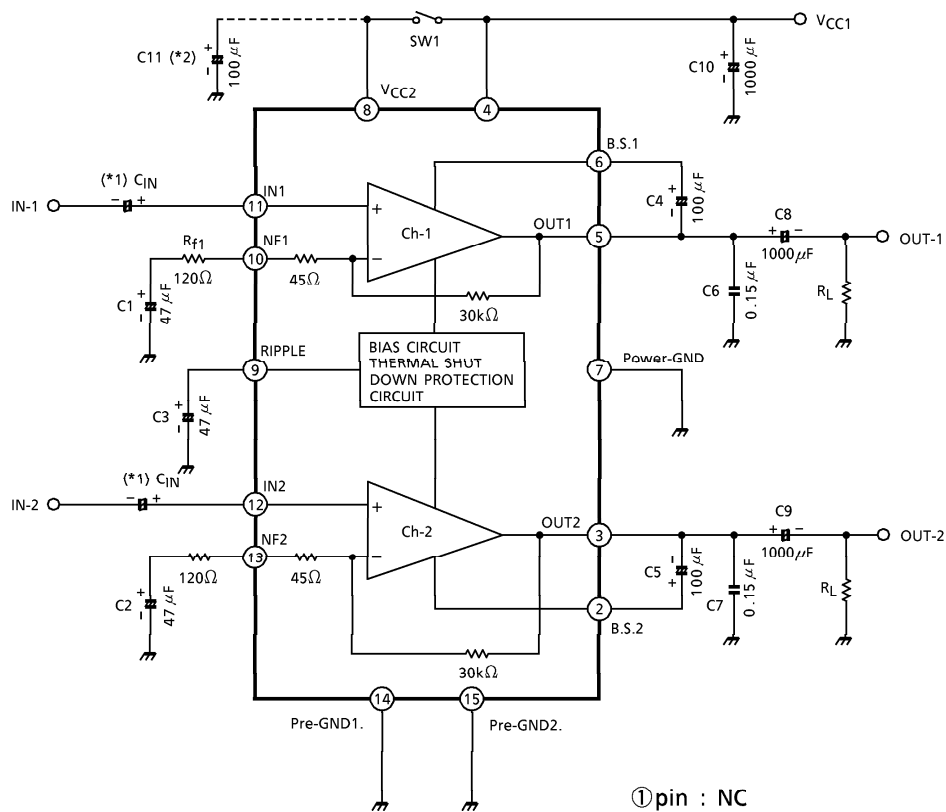 C11 (*2)
+
-
100 μF
SW1
VCC1
C10
+
-
1000 μF
VCC2
8
4
B.S.1
6
(*1) CIN
- +
IN-1
IN1
11
+
Ch-1
-
OUT1
5
+
-
C4
100 μF
C8
+ -
1000μF
OUT-1
Rf1
120Ω
NF1
10
45Ω
30kΩ
C1
+
-
47 μF
C6
0.15 μF
RL
RIPPLE
9
BIAS CIRCUIT
THERMAL SHUT
DOWN PROTECTION
CIRCUIT
Power-GND
7
C3
+
-
47 μF
(*1) CIN
- +
IN-2
IN2
12
+
Ch-2
-
OUT2
3
C9
+ -
1000μF
OUT-2
NF2
13
120Ω
45Ω
C2
+
-
47 μF
C5
-
+
100 μF
C7
0.15 μF
RL
2
B.S.2
30kΩ
14
15
Pre-GND1.
Pre-GND2.
①pin : NC